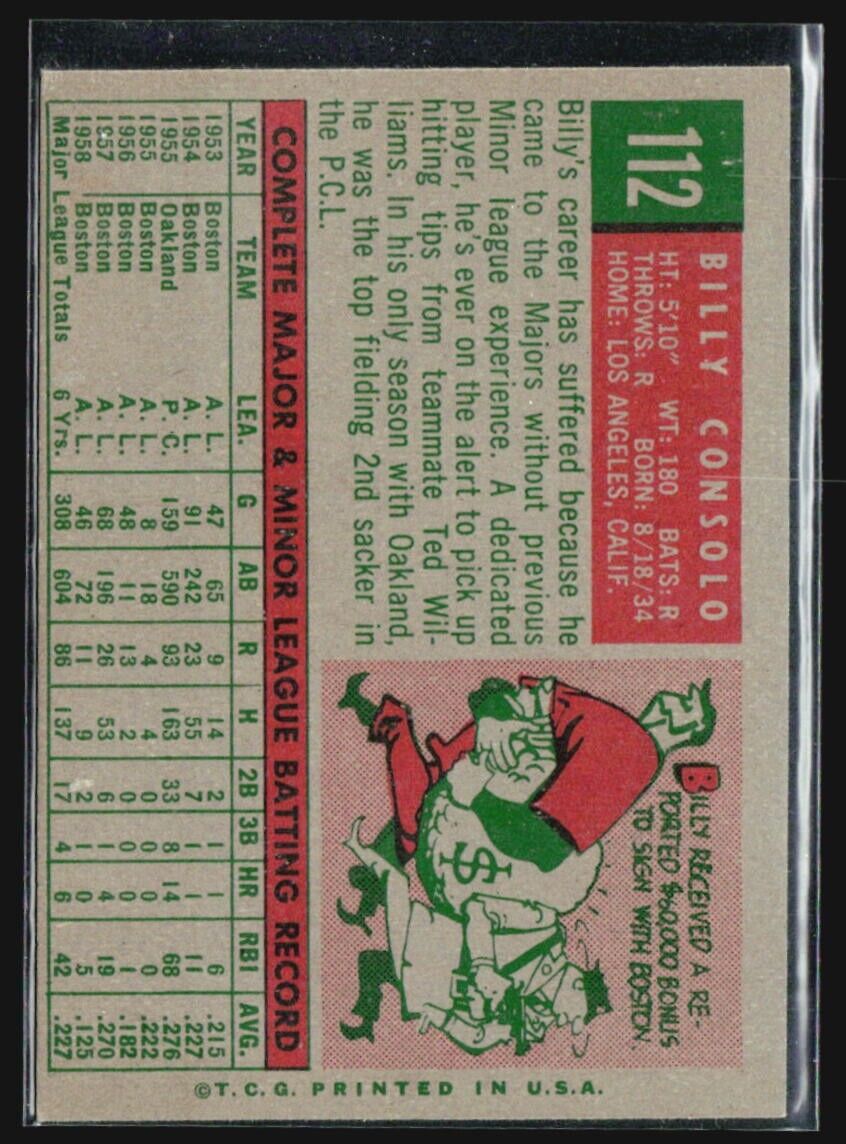 112
BILLY CONSOLO
HT: 5'10" WT: 180 BATS: R
THROWS: R BORN: 8/18/34
HOME: LOS ANGELES, CALIF.
Billy's career has suffered because he
came to the Majors without previous
Minor league experience. A dedicated
player, he's ever on the alert to pick up
hitting tips from teammate Ted Wil-
liams. In his only season with Oakland,
he was the top fielding 2nd sacker in
the P.C.L.
BILLY RECEIVED A RE-
PORTED $60,000 BONUS
TO SIGN WITH BOSTON.
$
COMPLETE MAJOR & MINOR LEAGUE BATTING RECORD
YEAR TEAM LEA. G AB R H 2B 3B HR RBI AVG.
1953 Boston A. L. 47 65 9 14 2 1 1 6 .215
1954 Boston A. L. 91 242 23 55 7 1 1 11 .227
1955 Oakland P. C. 159 590 93 163 33 8 14 68 .276
1955 Boston A. L. 8 18 4 4 0 0 0 0 .222
1956 Boston A. L. 48 11 13 2 0 0 0 1 .182
1957 Boston A. L. 68 196 26 53 6 1 4 19 .270
1958 Boston A. L. 46 72 11 9 2 1 0 5 .125
Major League Totals 6 Yrs. 308 604 86 137 17 4 6 42 .227
©T.C.G. PRINTED IN U.S.A.